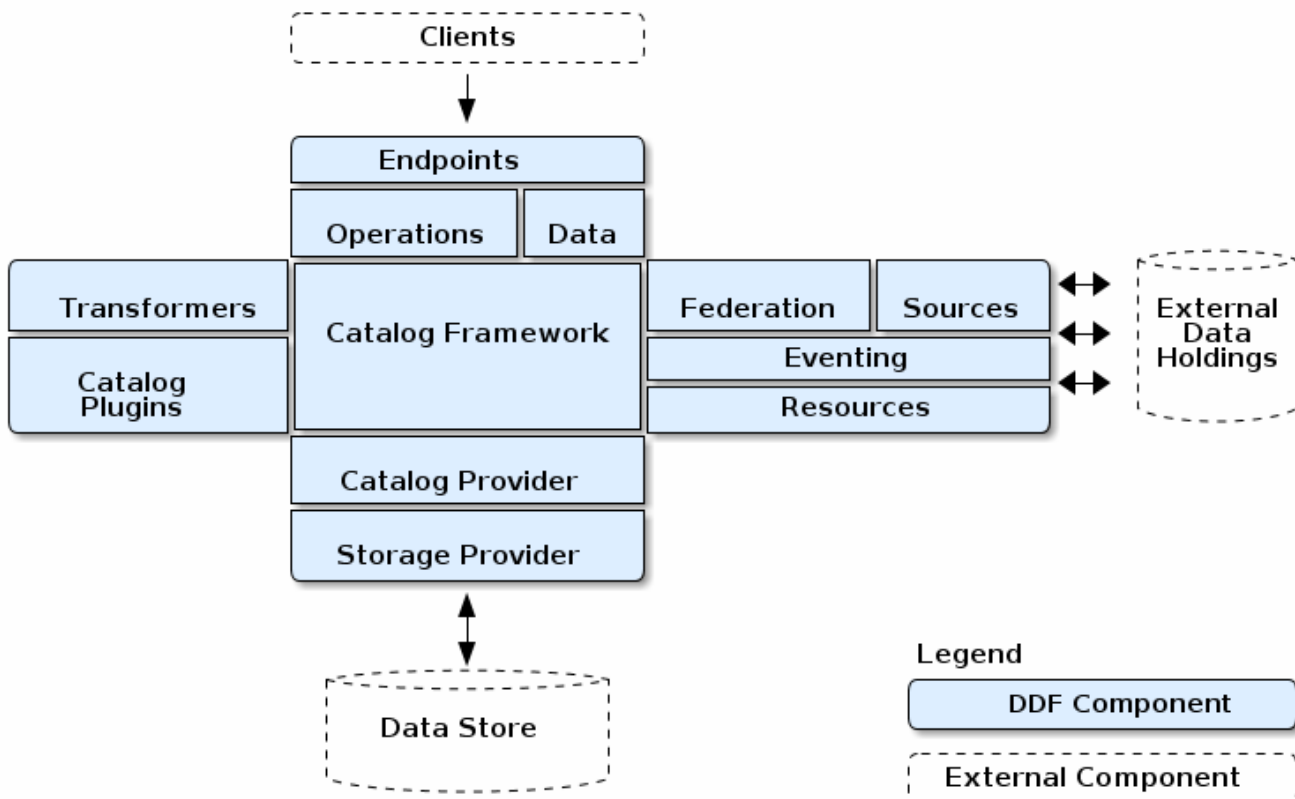 Clients
Endpoints
Operations
Data
Transformers
Catalog Framework
Federation
Sources
External
Data
Holdings
Eventing
Catalog
Plugins
Resources
Catalog Provider
Storage Provider
Data Store
Legend
DDF Component
External Component